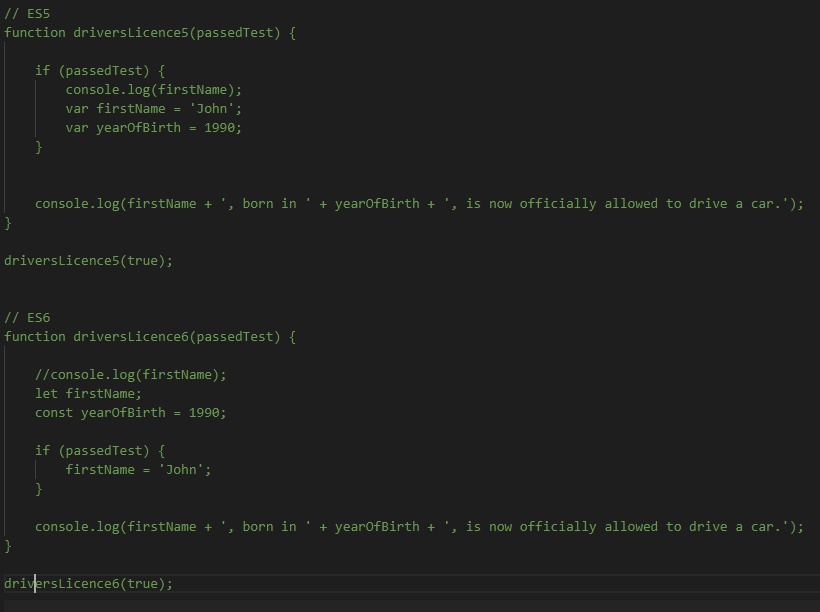 // ES5
function driversLicence5(passedTest) {
if (passedTest) {
console.log(firstName);
var firstName = 'John';
var yearOfBirth = 1990;
}
console.log(firstName + ', born in ' + yearOfBirth + ', is now officially allowed to drive a car.');
}
driversLicence5(true);
// ES6
function driversLicence6(passedTest) {
//console.log(firstName);
let firstName;
const yearOfBirth = 1990;
if (passedTest) {
firstName = 'John';
}
console.log(firstName + ', born in ' + yearOfBirth + ', is now officially allowed to drive a car.');
}
driversLicence6(true);